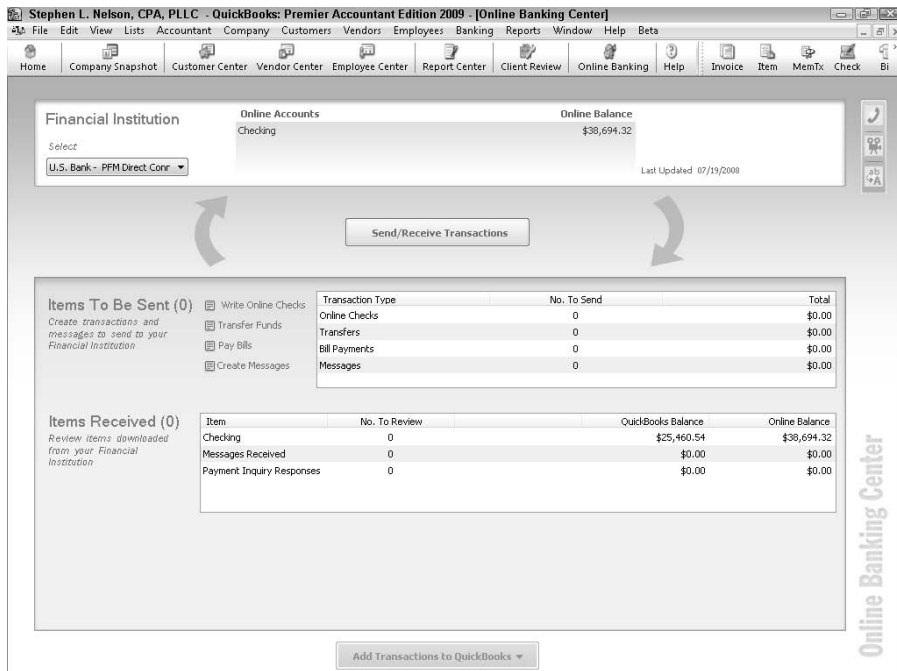 Stephen L. Nelson, CPA, PLLC - QuickBooks: Premier Accountant Edition 2009 - [Online Banking Center]
File Edit View Lists Accountant Company Customers Vendors Employees Banking Reports Window Help Beta
Home Company Snapshot Customer Center Vendor Center Employee Center Report Center Client Review Online Banking Help Invoice Item MemTx Check Bi
Financial Institution
Select
U.S. Bank - PFM Direct Conr
Online Accounts Online Balance
Checking $38,694.32
Last Updated 07/19/2008
Send/Receive Transactions
Items To Be Sent (0)
Create transactions and
messages to send to your
Financial Institution
Write Online Checks
Transfer Funds
Pay Bills
Create Messages
Transaction Type No. To Send Total
Online Checks 0 $0.00
Transfers 0 $0.00
Bill Payments 0 $0.00
Messages 0 $0.00
Items Received (0)
Review items downloaded
from your Financial
Institution
Item No. To Review QuickBooks Balance Online Balance
Checking 0 $25,460.54 $38,694.32
Messages Received 0 $0.00 $0.00
Payment Inquiry Responses 0 $0.00 $0.00
Add Transactions to QuickBooks
ab
A
Online Banking Center